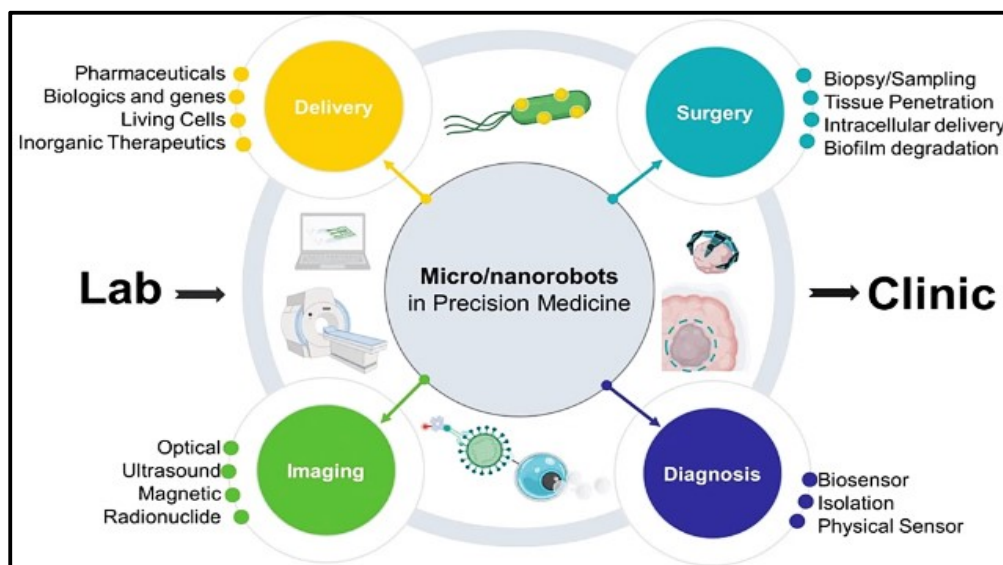 Pharmaceuticals
Biologics and genes
Living Cells
Inorganic Therapeutics
Delivery
Surgery
Biopsy/Sampling
Tissue Penetration
Intracellular delivery
Biofilm degradation
Lab
Micro/nanorobots
in Precision Medicine
Clinic
Optical
Ultrasound
Magnetic
Radionuclide
Imaging
Diagnosis
Biosensor
Isolation
Physical Sensor